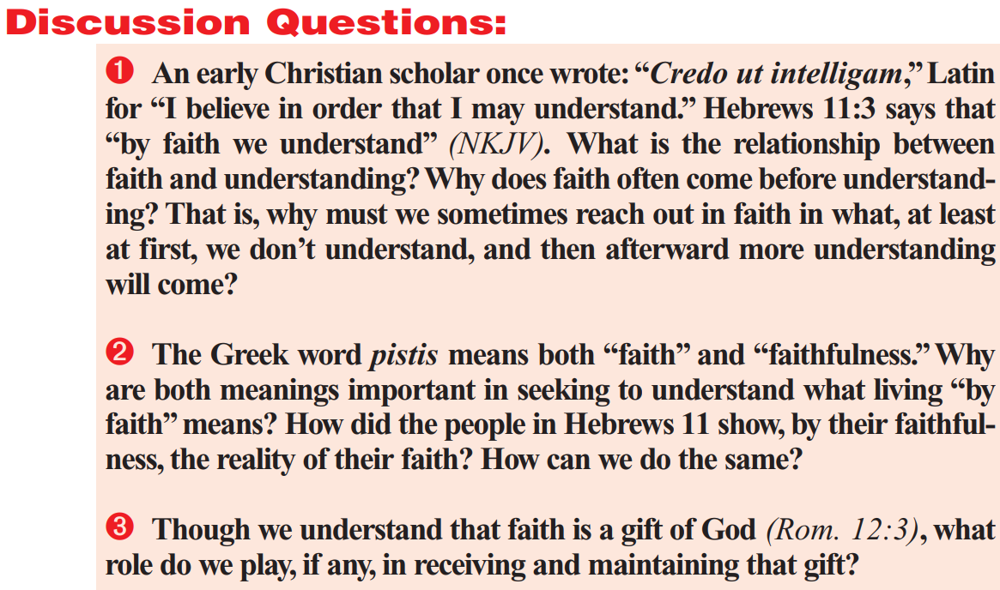 Discussion Questions:
❶ An early Christian scholar once wrote: “Credo ut intelligam,” Latin
for “I believe in order that I may understand.” Hebrews 11:3 says that
“by faith we understand” (NKJV). What is the relationship between
faith and understanding? Why does faith often come before understand-
ing? That is, why must we sometimes reach out in faith in what, at least
at first, we don’t understand, and then afterward more understanding
will come?
❷ The Greek word pistis means both “faith” and “faithfulness.” Why
are both meanings important in seeking to understand what living “by
faith” means? How did the people in Hebrews 11 show, by their faithful-
ness, the reality of their faith? How can we do the same?
❸ Though we understand that faith is a gift of God (Rom. 12:3), what
role do we play, if any, in receiving and maintaining that gift?